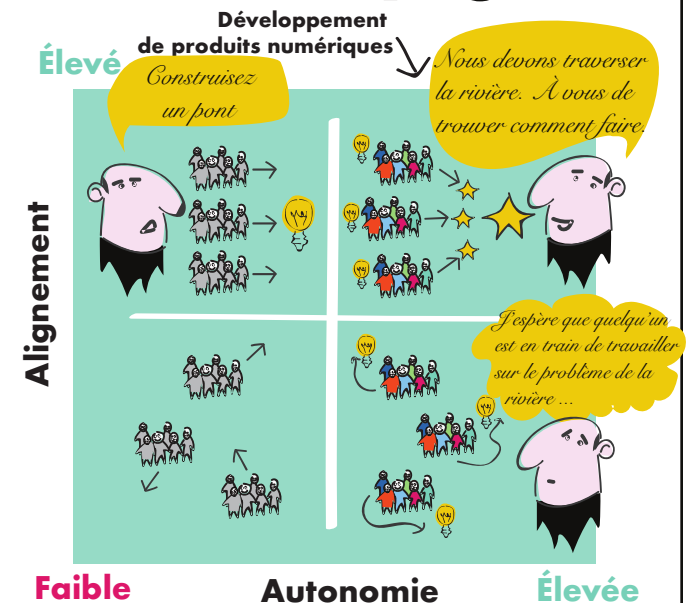 Développement
de produits numériques
Élevé
Construisez
un pont
Nous devons traverser
la rivière. À vous de
trouver comment faire.
Alignement
J'espère que quelqu'un
est en train de travailler
sur le problème de la
rivière ...
Faible
Autonomie
Élevée